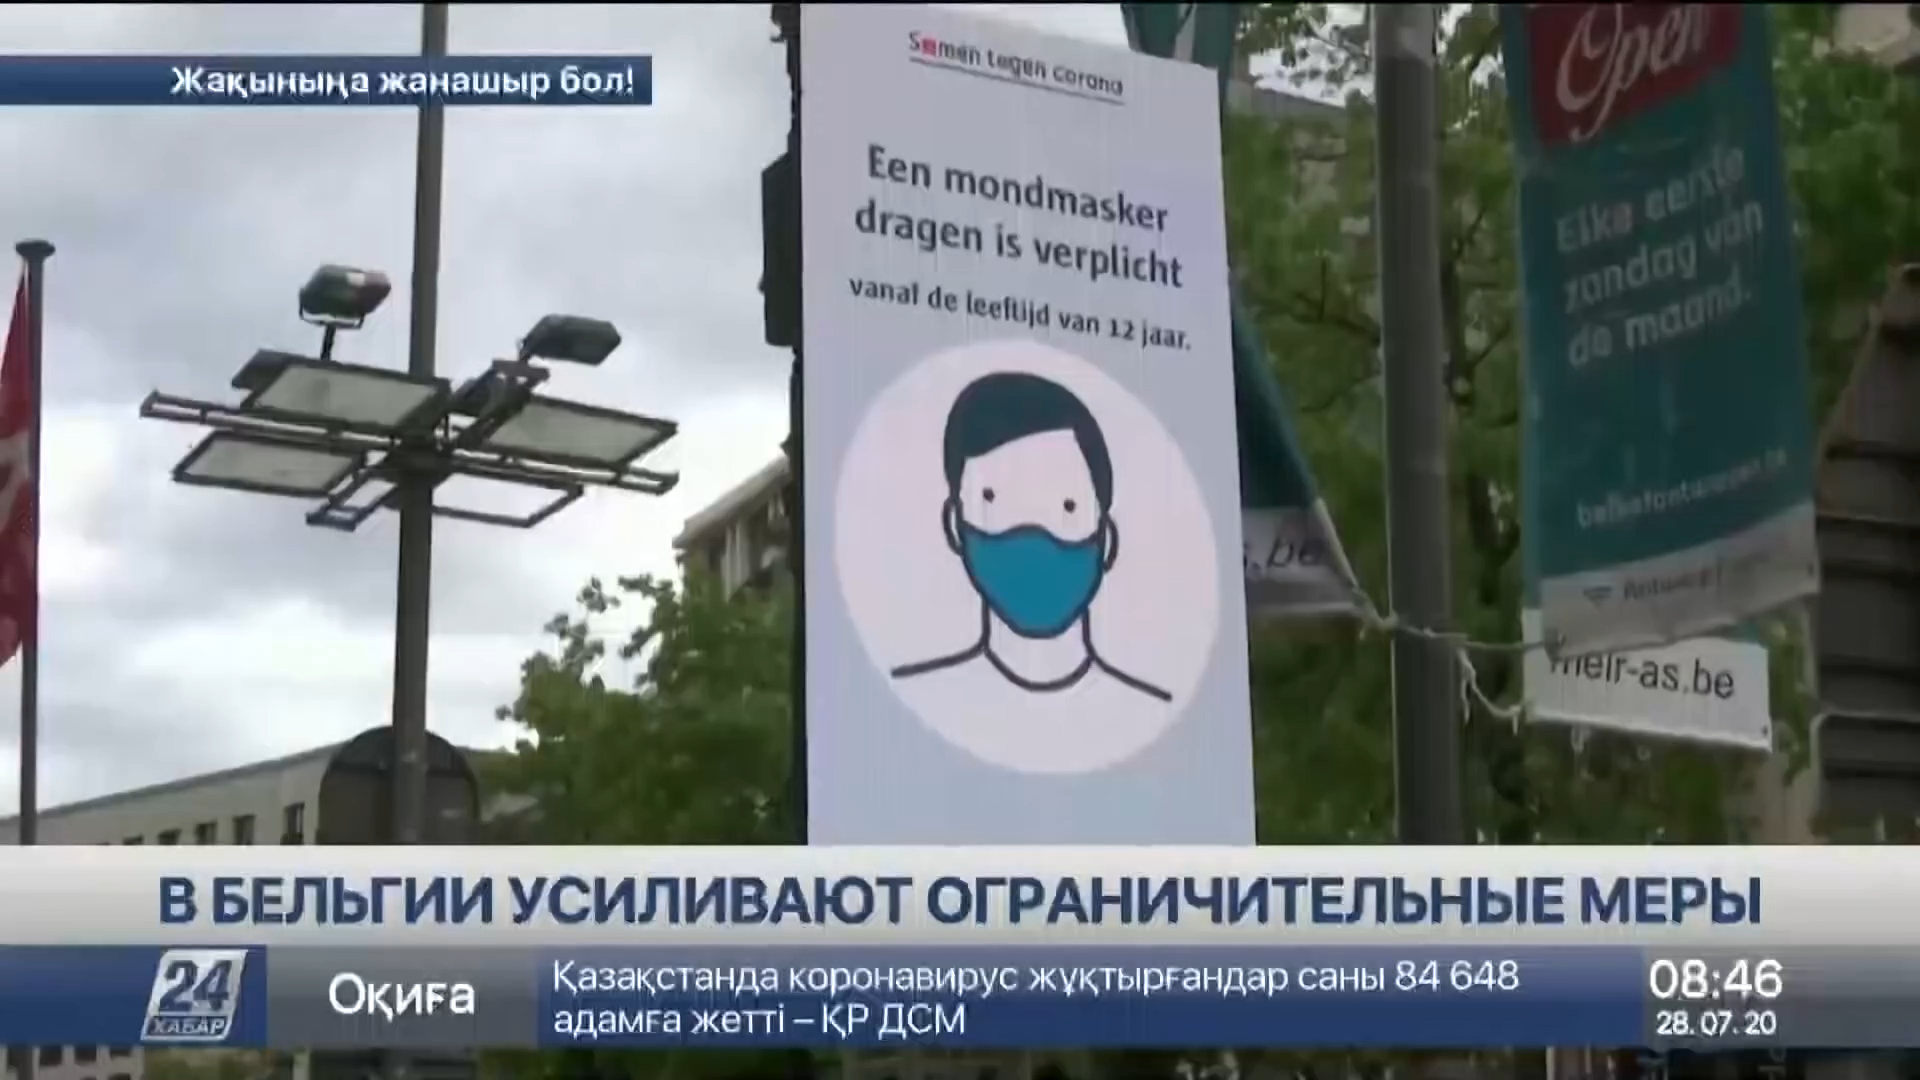 Жақыныңа жанашыр бол!
Samen tegen corona
Een mondmasker
dragen is verplicht
vanaf de leeftijd van 12 jaar.
Open
Elke eerste
zondag van
de maand.
s.be
meir-as.be
В БЕЛЬГИИ УСИЛИВАЮТ ОГРАНИЧИТЕЛЬНЫЕ МЕРЫ
24
ХАБАР
Оқиға
Қазақстанда коронавирус жұқтырғандар саны 84 648
адамға жетті – ҚР ДСМ
08:46
28.07.20